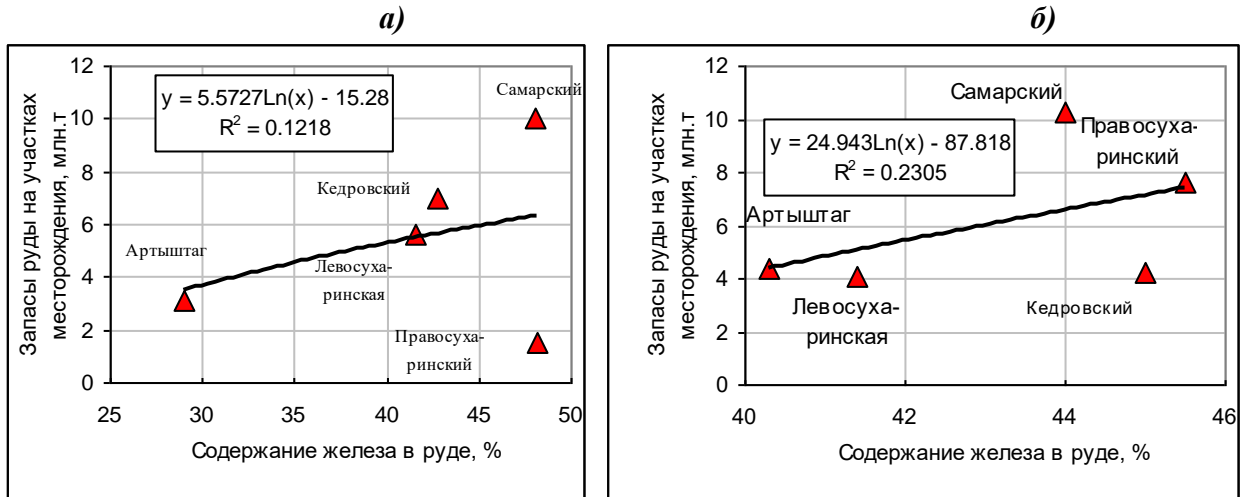 а)
Запасы руды на участках
месторождения, млн.т
12
10
8
6
4
2
0
y = 5.5727Ln(x) - 15.28
R² = 0.1218
Самарский
Кедровский
Артыштаг
Левосуха-
ринская
Правосуха-
ринский
25
30
35
40
45
50
Содержание железа в руде, %
б)
Запасы руды на участках
месторождения, млн.т
12
10
8
6
4
2
0
Самарский
y = 24.943Ln(x) - 87.818
R² = 0.2305
Правосуха-
ринский
Артыштаг
Левосуха-
ринская
Кедровский
40
42
44
46
Содержание железа в руде, %